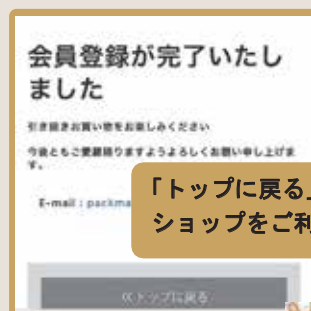 会員登録が完了いたし
ました
引き続きお買い物をお楽しみください
今後ともご愛顧賜りますようよろしくお願い申し上げま
す。
E-mail : packma
「トップに戻る」
ショップをご利
≪トップに戻る